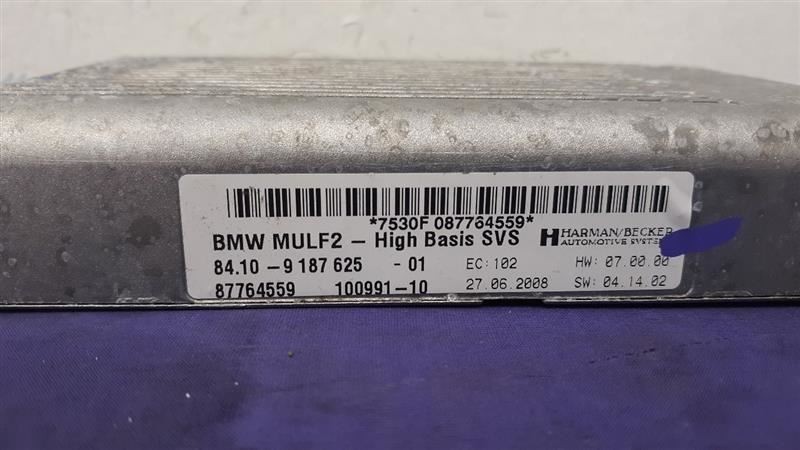 *7530F 087764559*
BMW MULF2 – High Basis SVS
HARMAN/BECKER
AUTOMOTIVE SYSTEMS
84.10 – 9 187 625 - 01 EC: 102 HW: 07.00.00
87764559 100991–10 27.06.2008 SW: 04.14.02